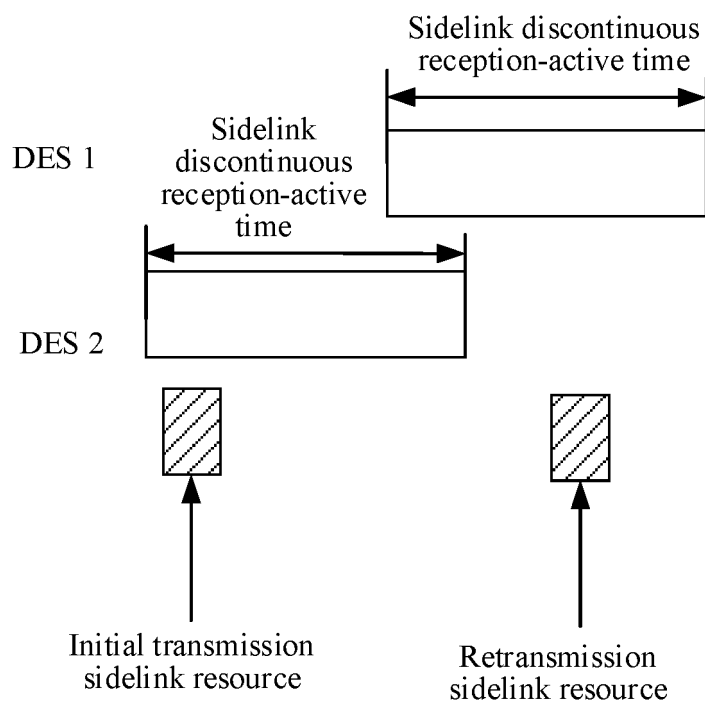 Sidelink discontinuous
reception-active time
DES 1
Sidelink
discontinuous
reception-active
time
DES 2
Initial transmission
sidelink resource
Retransmission
sidelink resource